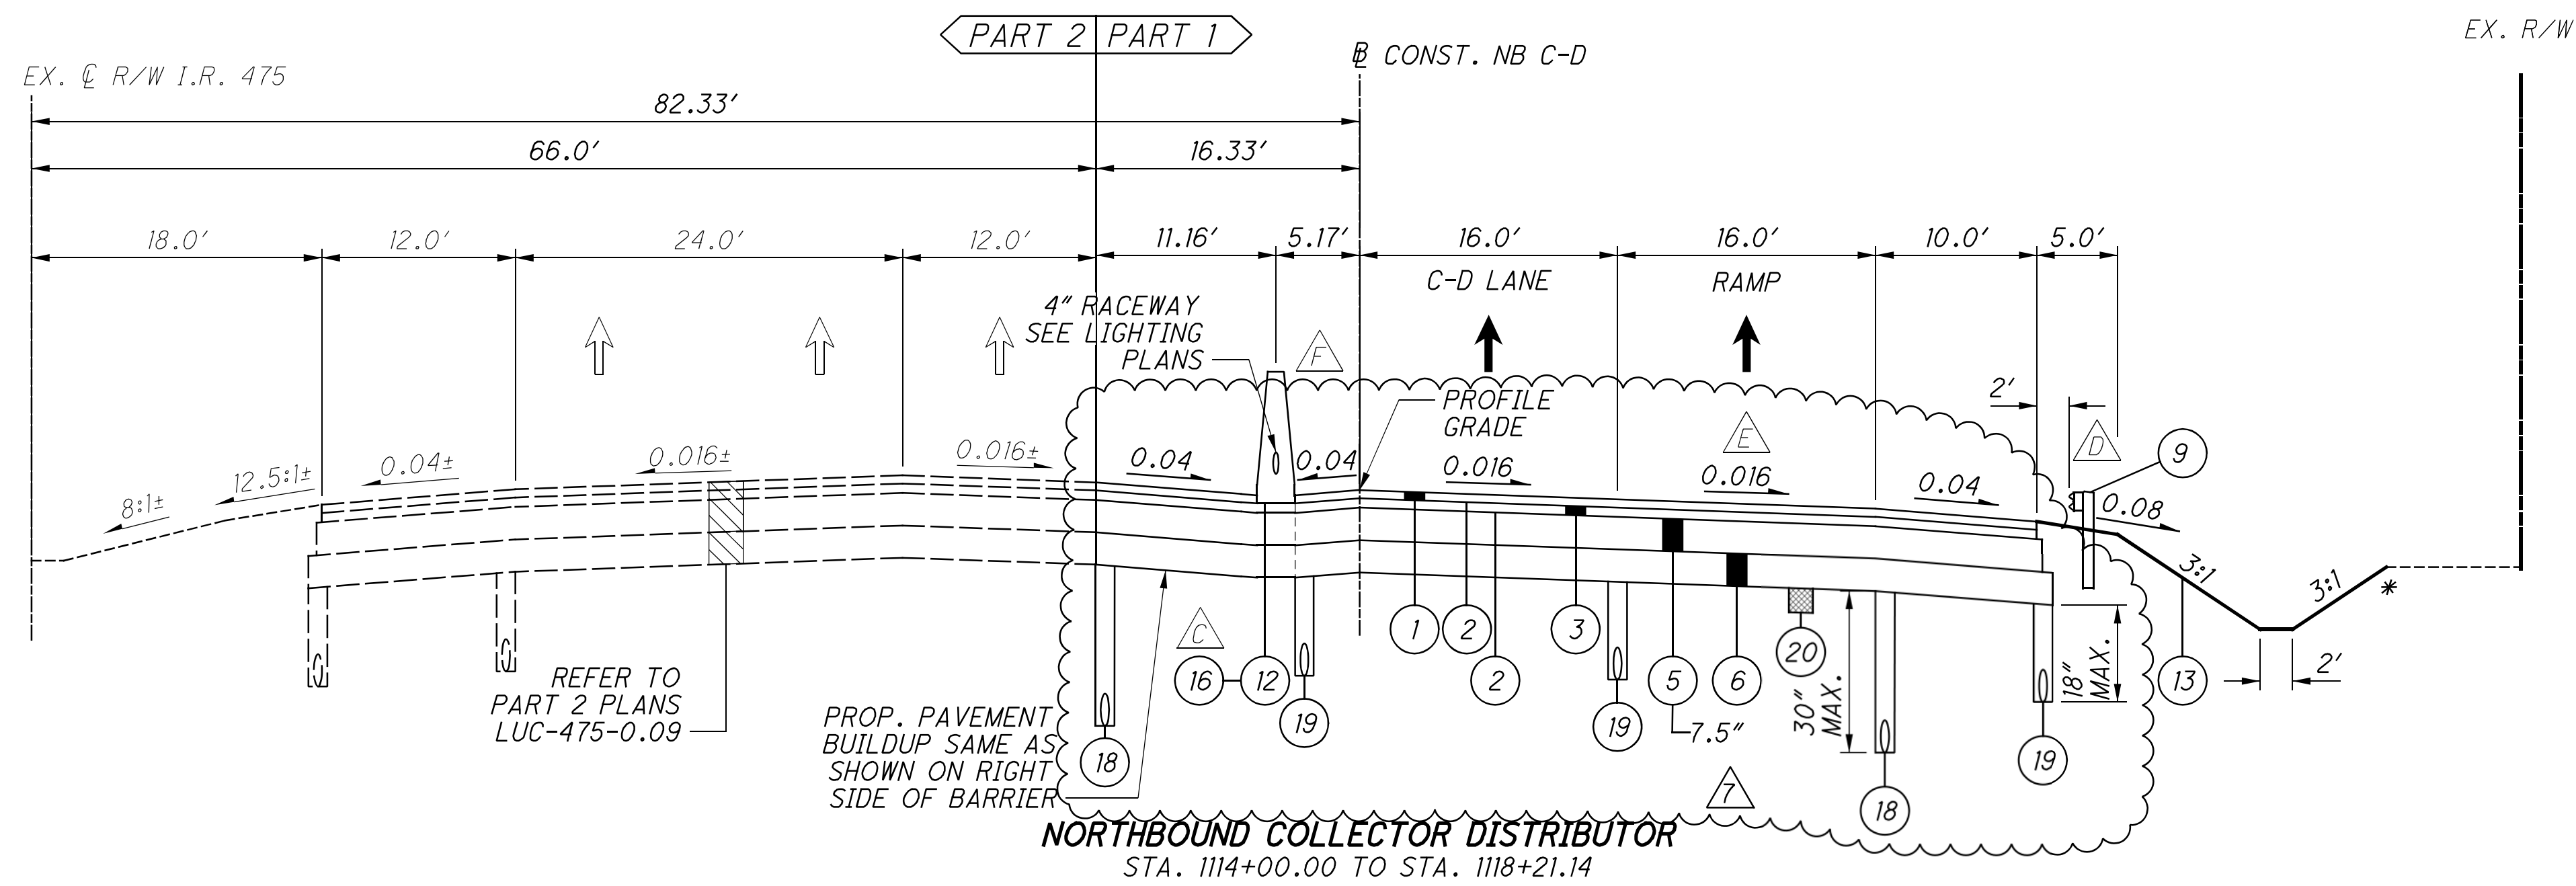 PART 2 PART 1
EX. R/W
EX. ℄ R/W I.R. 475
B CONST. NB C-D
82.33'
66.0' 16.33'
18.0' 12.0' 24.0' 12.0' 11.16' 5.17' 16.0' 16.0' 10.0' 5.0'
C-D LANE
RAMP
4" RACEWAY
SEE LIGHTING
PLANS
F
PROFILE
GRADE
2'
E
D
9
8:1±
12.5:1±
0.04±
0.016±
0.016±
0.04
0.04
0.016
0.016
0.04
0.08
3:1
3:1
*
C
16
12
1
2
2
3
5
6
20
7.5"
30"
MAX.
18"
MAX.
13
2'
18
19
19
18
19
REFER TO
PART 2 PLANS
LUC-475-0.09
PROP. PAVEMENT
BUILDUP SAME AS
SHOWN ON RIGHT
SIDE OF BARRIER
7
NORTHBOUND COLLECTOR DISTRIBUTOR
STA. 1114+00.00 TO STA. 1118+21.14